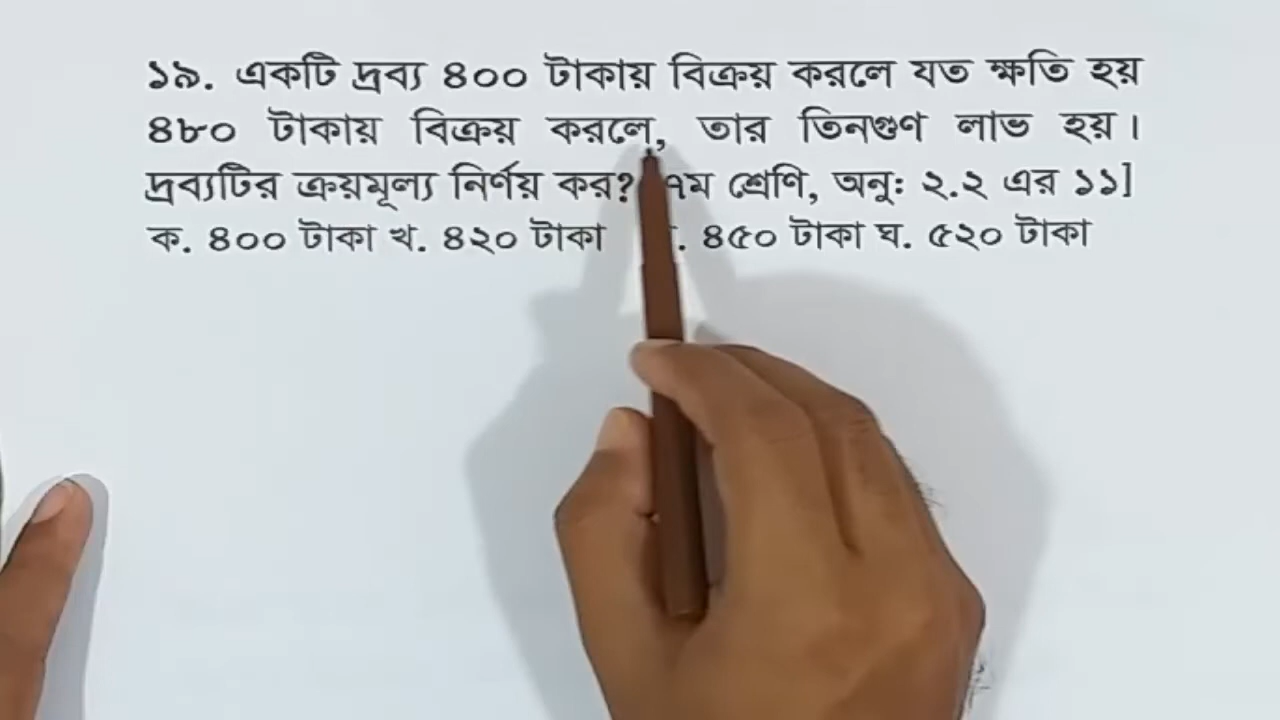 ১৯. একটি দ্রব্য ৪০০ টাকায় বিক্রয় করলে যত ক্ষতি হয়
৪৮০ টাকায় বিক্রয় করলে, তার তিনগুণ লাভ হয়।
দ্রব্যটির ক্রয়মূল্য নির্ণয় কর? ৭ম শ্রেণি, অনুঃ ২.২ এর ১১]
ক. ৪০০ টাকা খ. ৪২০ টাকা . ৪৫০ টাকা ঘ. ৫২০ টাকা